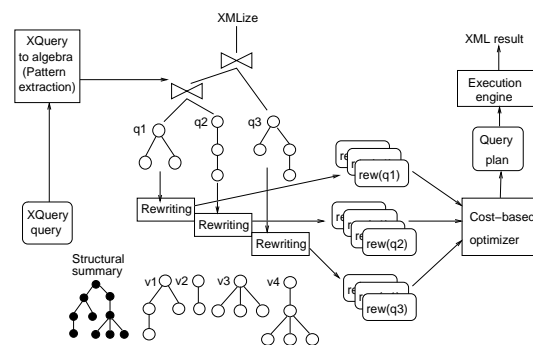 XMLize
XQuery
to algebra
(Pattern
extraction)
XML result
Execution
engine
q1
q2
q3
Query
plan
rew(q1)
XQuery
query
Rewriting
Rewriting
Rewriting
rew(q2)
Cost-based
optimizer
Structural
summary
v1
v2
v3
v4
rew(q3)